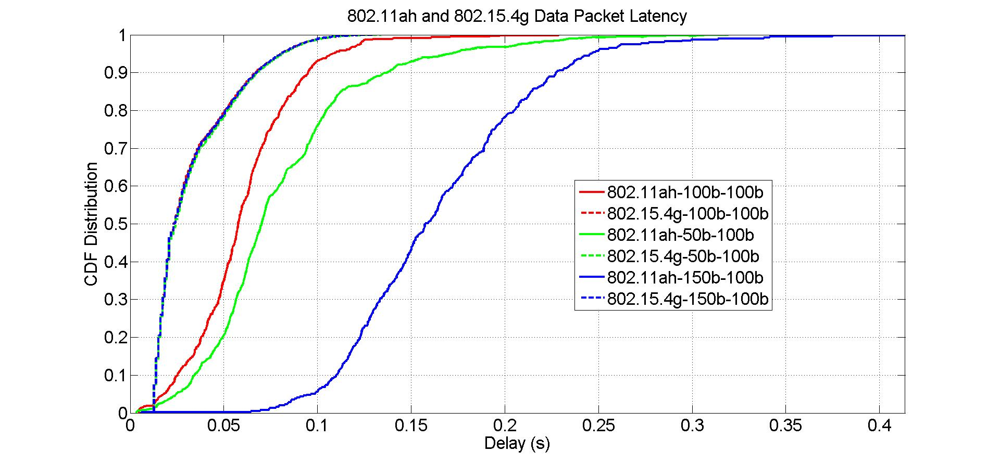 802.11ah and 802.15.4g Data Packet Latency
1
0.9
0.8
0.7
0.6
0.5
0.4
0.3
0.2
0.1
0
CDF Distribution
802.11ah-100b-100b
802.15.4g-100b-100b
802.11ah-50b-100b
802.15.4g-50b-100b
802.11ah-150b-100b
802.15.4g-150b-100b
0 0.05 0.1 0.15 0.2 0.25 0.3 0.35 0.4
Delay (s)